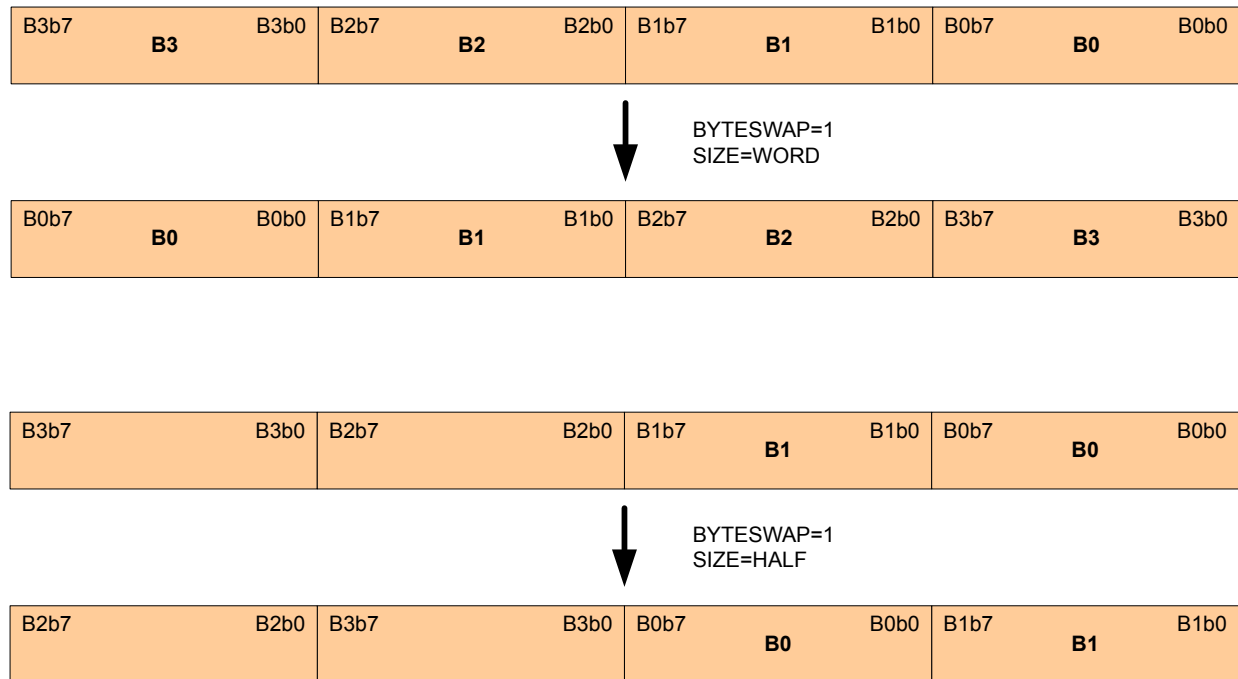 B3b7 B3b0 B2b7 B2b0 B1b7 B1b0 B0b7 B0b0
B3 B2 B1 B0
BYTESWAP=1
SIZE=WORD
B0b7 B0b0 B1b7 B1b0 B2b7 B2b0 B3b7 B3b0
B0 B1 B2 B3
B3b7 B3b0 B2b7 B2b0 B1b7 B1b0 B0b7 B0b0
B1 B0
BYTESWAP=1
SIZE=HALF
B2b7 B2b0 B3b7 B3b0 B0b7 B0b0 B1b7 B1b0
B0 B1